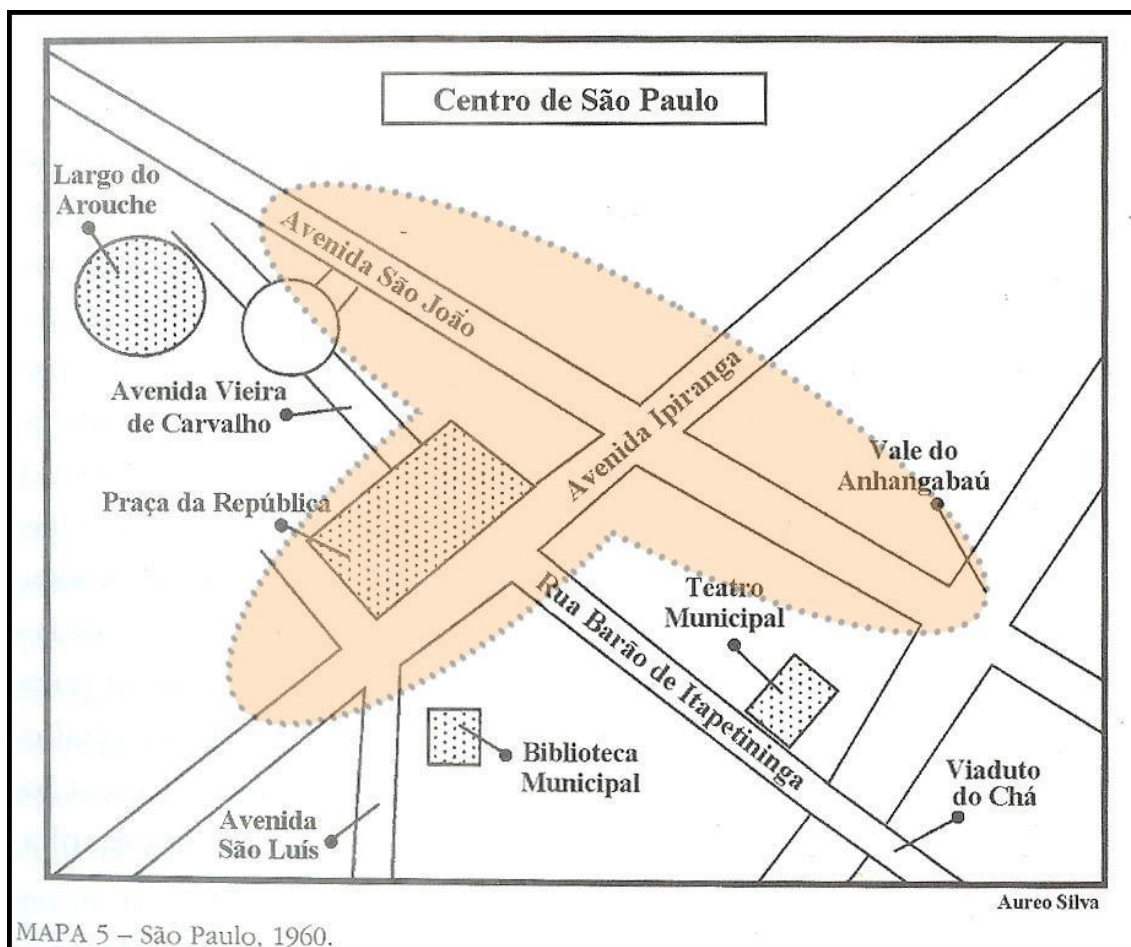 Centro de São Paulo
Largo do
Arouche
Avenida São João
Avenida Ipiranga
Avenida Vieira
de Carvalho
Vale do
Anhangabaú
Praça da República
Rua Barão de Itapetininga
Teatro
Municipal
Biblioteca
Municipal
Viaduto
do Chá
Avenida
São Luís
Aureo Silva
MAPA 5 – São Paulo, 1960.